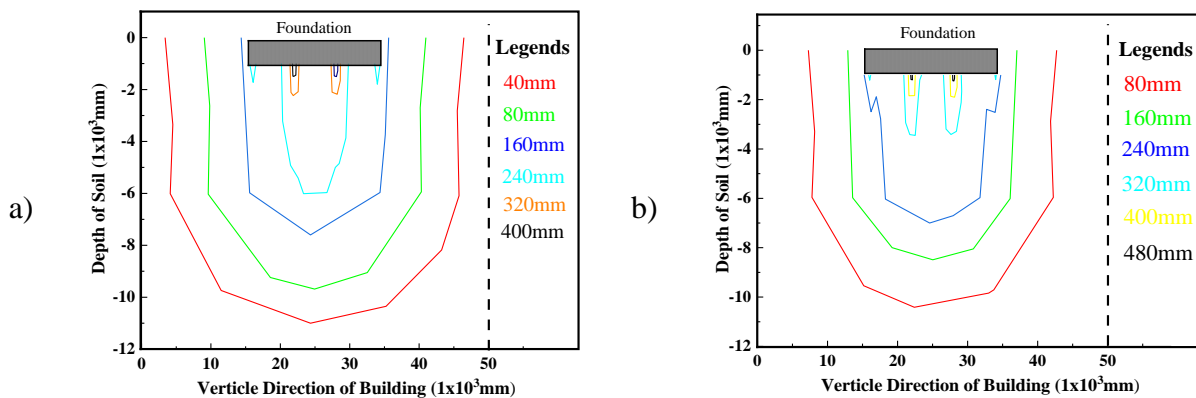 a)
Foundation
Depth of Soil (1x10³mm)
0
-2
-4
-6
-8
-10
-12
0 10 20 30 40 50
Verticle Direction of Building (1x10³mm)
Legends
40mm
80mm
160mm
240mm
320mm
400mm
b)
Foundation
Depth of Soil (1x10³mm)
0
-2
-4
-6
-8
-10
-12
0 10 20 30 40 50
Verticle Direction of Building (1x10³mm)
Legends
80mm
160mm
240mm
320mm
400mm
480mm